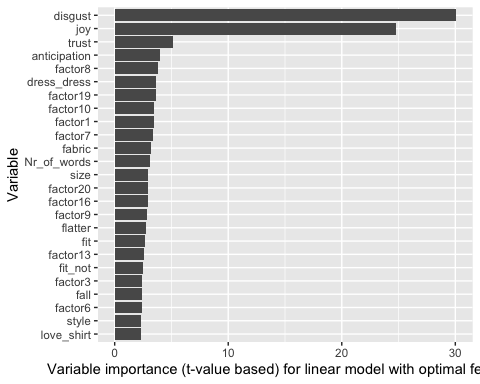 disgust
joy
trust
anticipation
factor8
dress_dress
factor19
factor10
factor1
factor7
fabric
Nr_of_words
size
factor20
factor16
factor9
flatter
fit
factor13
fit_not
factor3
fall
factor6
style
love_shirt
Variable
0 10 20 30
Variable importance (t-value based) for linear model with optimal fe